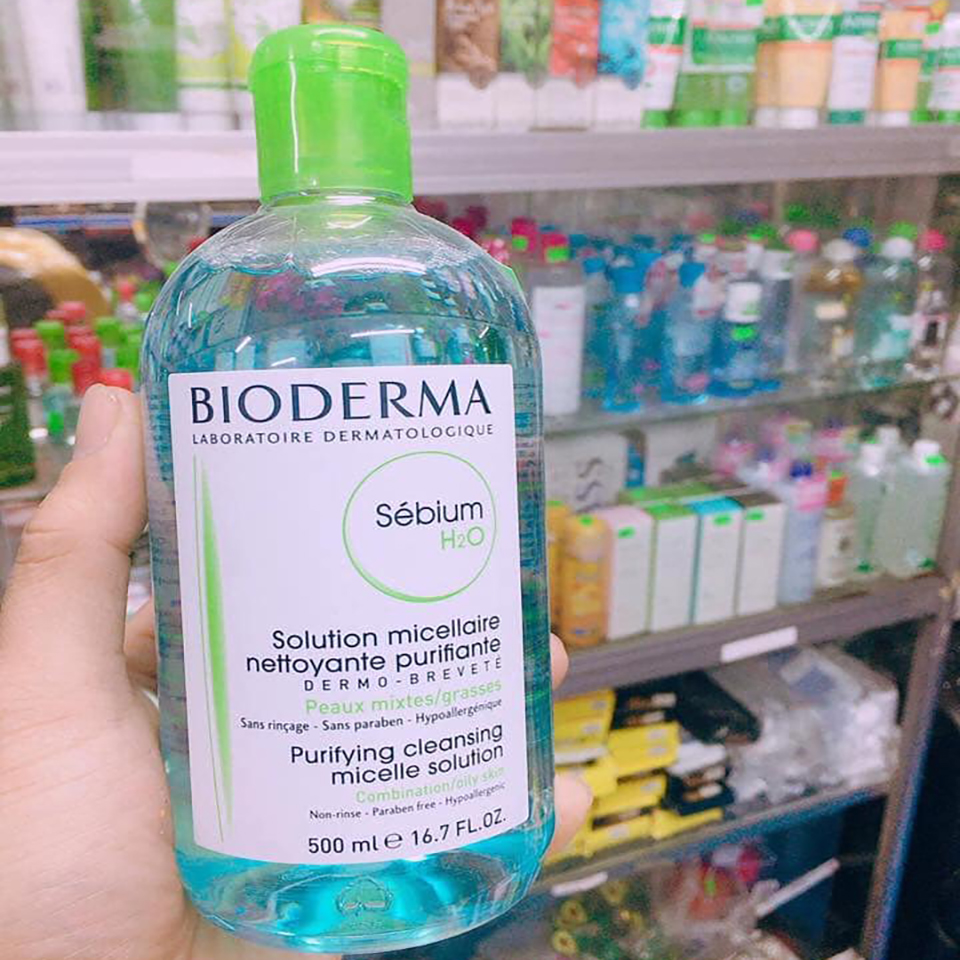 BIODERMA
LABORATOIRE DERMATOLOGIQUE
Sébium
H2O
Solution micellaire
nettoyante purifiante
DERMO-BREVETÉ
Peaux mixtes/grasses
Sans rinçage - Sans paraben - Hypoallergénique
Purifying cleansing
micelle solution
Combination/oily skin
Non-rinse - Paraben free - Hypoallergenic
500 ml e 16.7 FL.OZ.